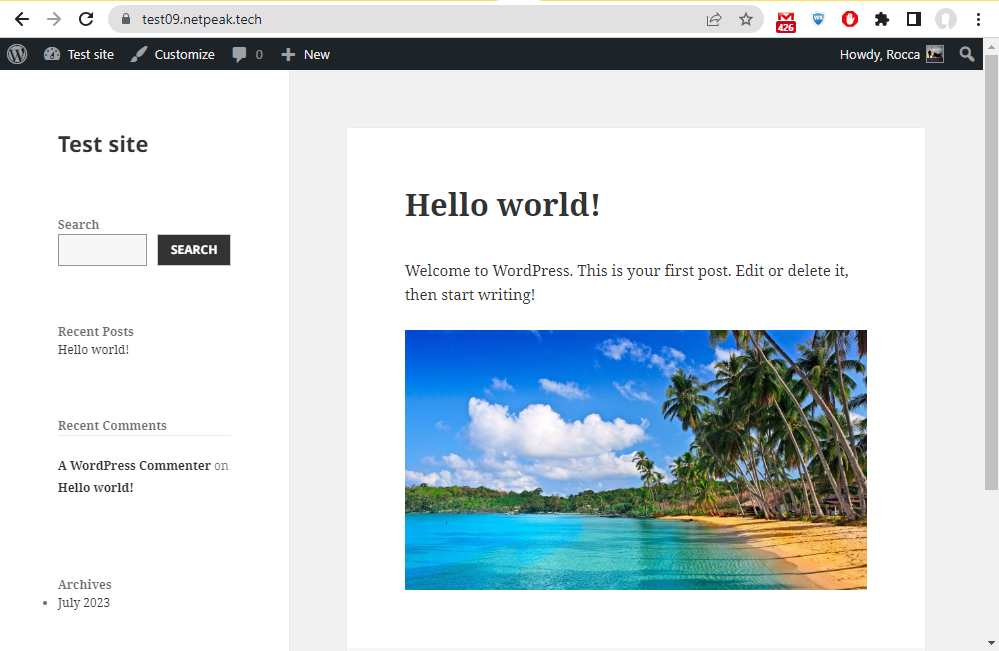 test09.netpeak.tech
426
Test site Customize 0 New Howdy, Rocca
Test site
Search
SEARCH
Recent Posts
Hello world!
Recent Comments
A WordPress Commenter on
Hello world!
Archives
July 2023
Hello world!
Welcome to WordPress. This is your first post. Edit or delete it,
then start writing!